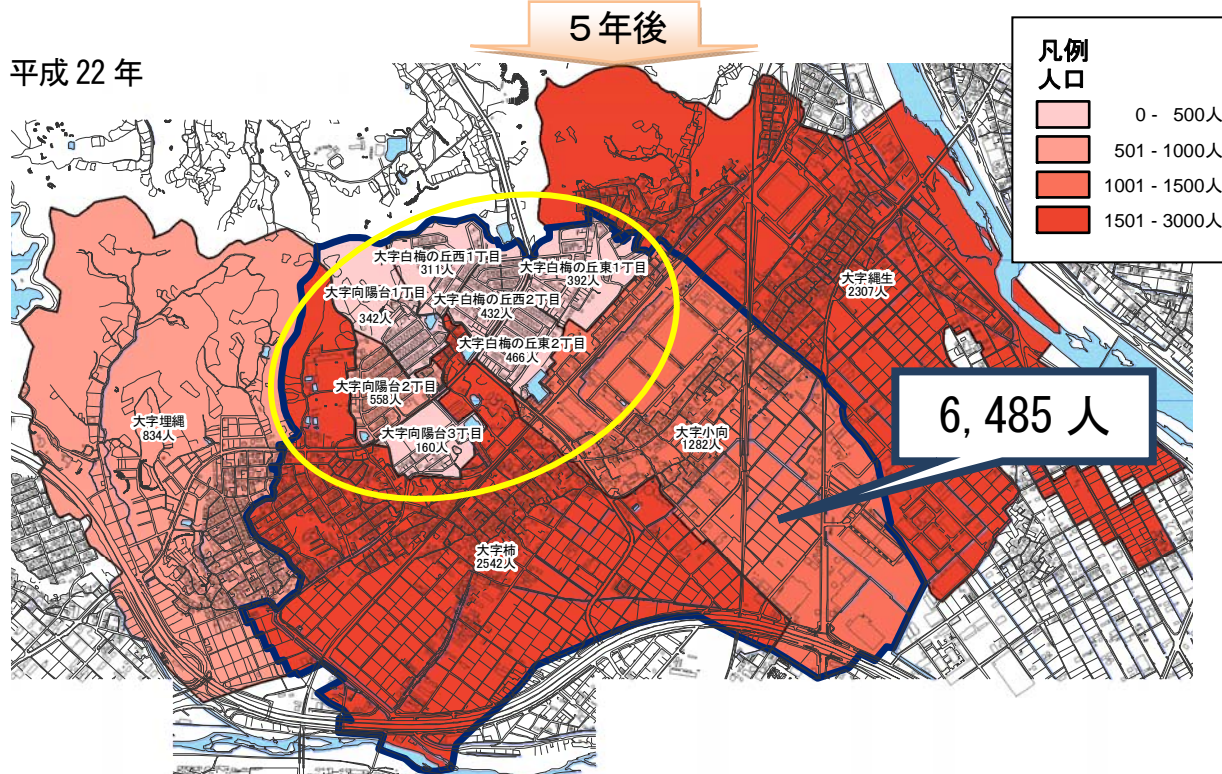 5年後
平成 22 年
凡例
人口
0 - 500人
501 - 1000人
1001 - 1500人
1501 - 3000人
大字白梅の丘西1丁目
311人
大字白梅の丘東1丁目
392人
大字向陽台1丁目
342人
大字白梅の丘西2丁目
432人
大字白梅の丘東2丁目
466人
大字縄生
2307人
大字向陽台2丁目
558人
大字埋縄
834人
大字向陽台3丁目
160人
大字小向
1282人
6,485 人
大字柿
2542人